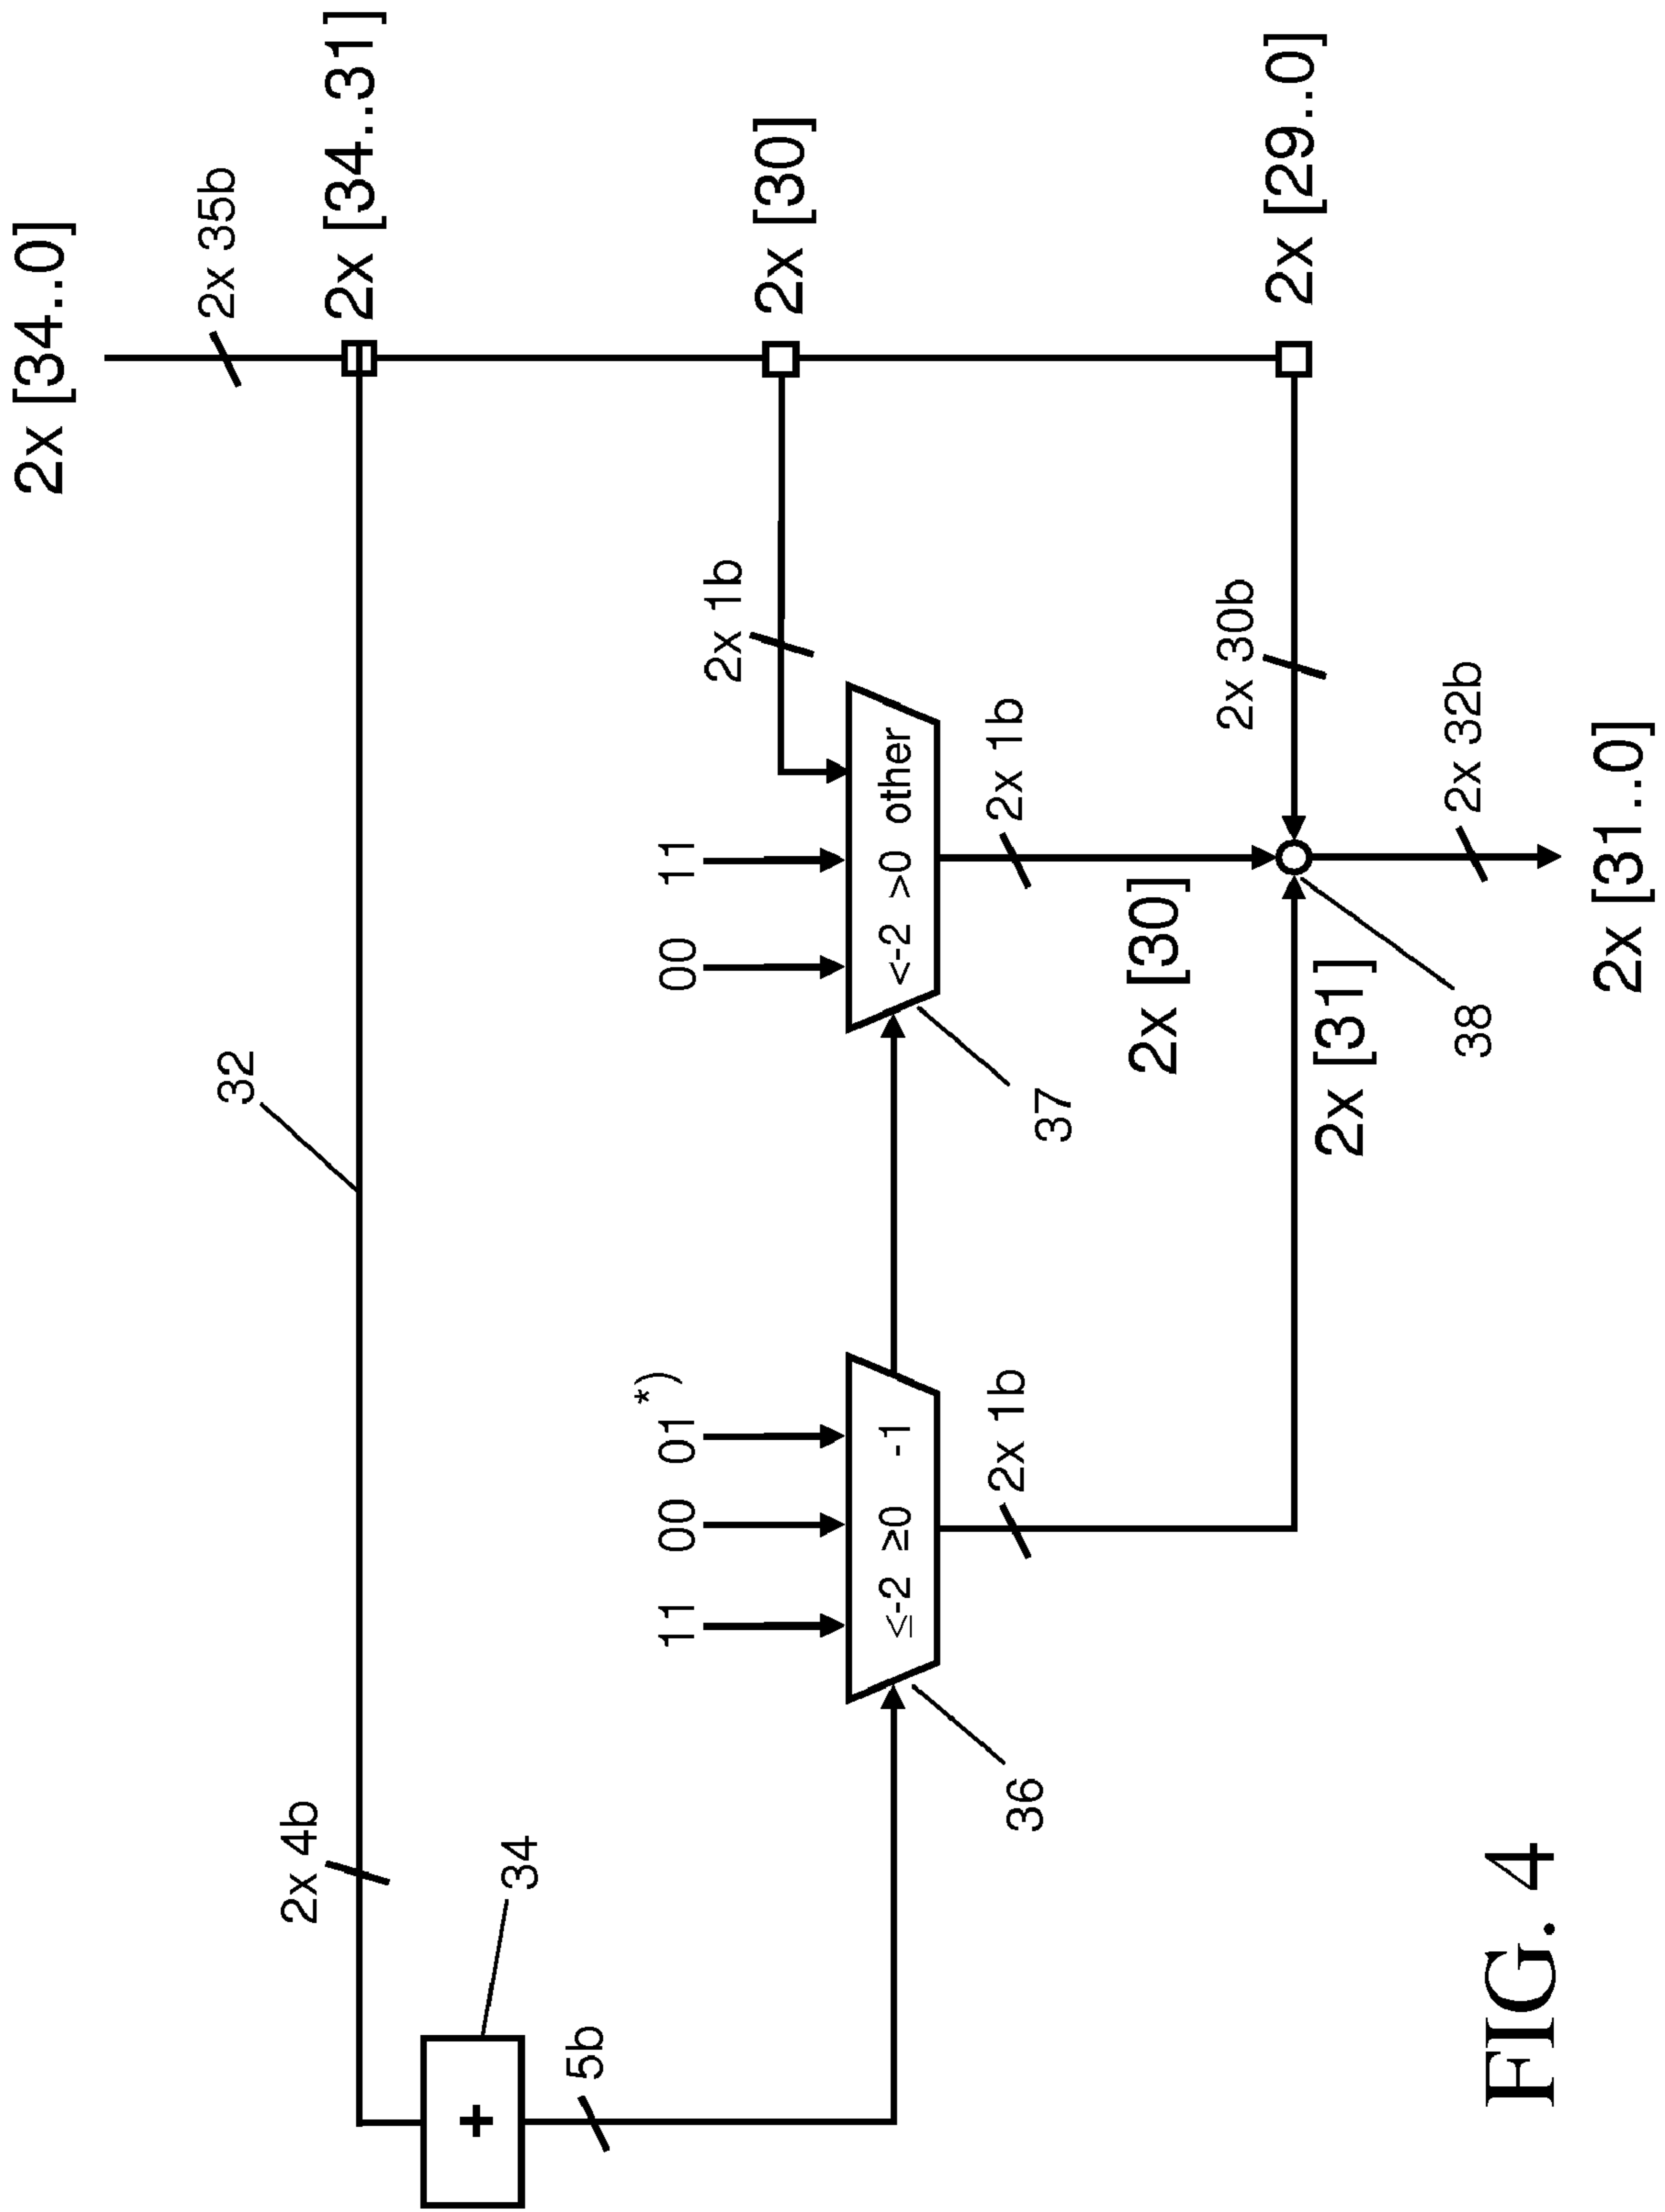 2x [34..0]
2x 35b
2x [34..31]
32
2x 4b
34
+
5b
2x [30]
2x 1b
11 00 01 *)
≤-2 ≥0 -1
36
2x 1b
00 11
<-2 >0 other
37
2x 1b
2x [30]
2x [29..0]
2x 30b
2x [31]
38
2x 32b
2x [31..0]
FIG. 4